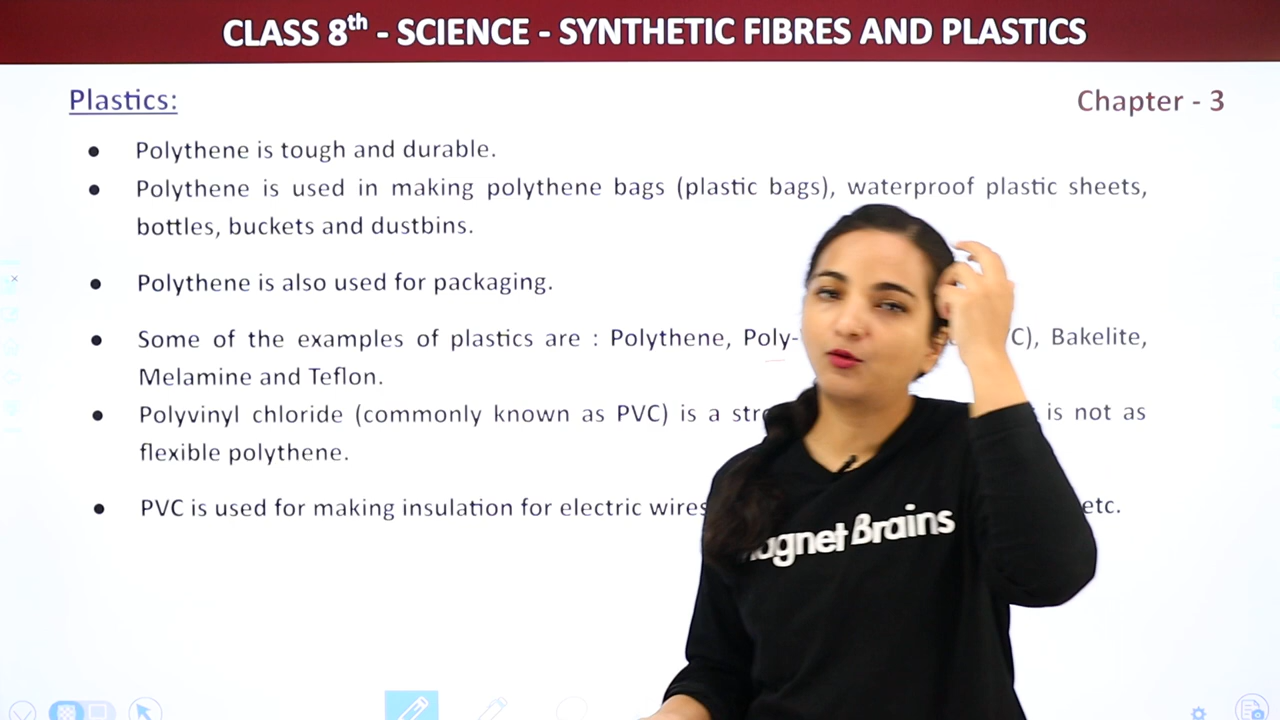 CLASS 8th - SCIENCE - SYNTHETIC FIBRES AND PLASTICS
Plastics:
Chapter - 3
● Polythene is tough and durable.
● Polythene is used in making polythene bags (plastic bags), waterproof plastic sheets,
bottles, buckets and dustbins.
● Polythene is also used for packaging.
● Some of the examples of plastics are : Polythene, Poly- C), Bakelite,
Melamine and Teflon.
● Polyvinyl chloride (commonly known as PVC) is a is not as
flexible polythene.
● PVC is used for making insulation for electric wires etc.
agnet Brains